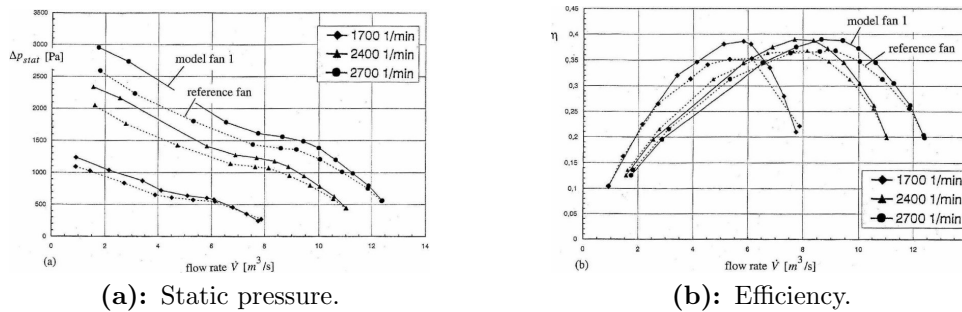 3500
Δp_stat [Pa]
3000
2500
2000
1500
1000
500
0
0 2 4 6 8 10 12 14
model fan 1
reference fan
1700 1/min
2400 1/min
2700 1/min
(a)
flow rate V̇ [m³/s]
(a): Static pressure.
0,45
η
0,4
0,35
0,3
0,25
0,2
0,15
0,1
0,05
0
0 2 4 6 8 10 12 14
model fan 1
reference fan
1700 1/min
2400 1/min
2700 1/min
(b)
flow rate V̇ [m³/s]
(b): Efficiency.